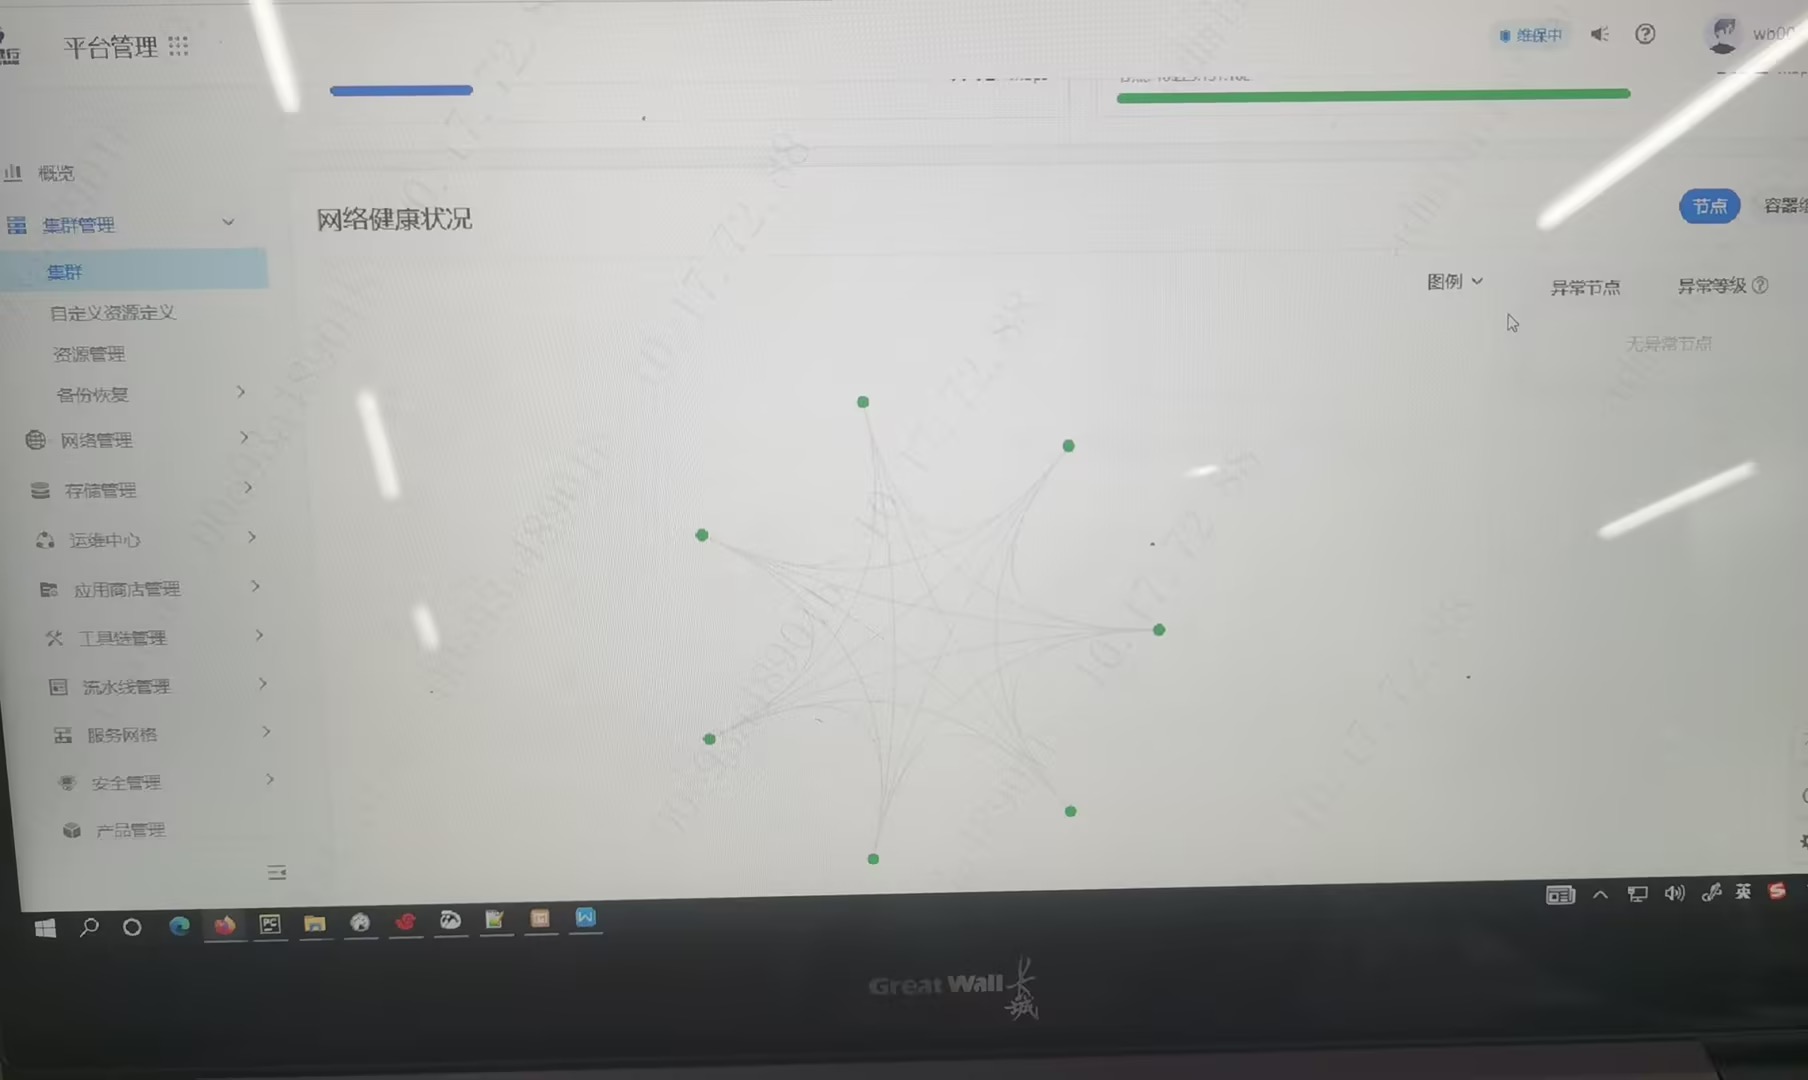 平台管理
维保中
概览
集群管理
集群
自定义资源定义
资源管理
备份恢复
网络管理
存储管理
运维中心
应用商店管理
工具链管理
流水线管理
服务网格
安全管理
产品管理
网络健康状况
节点
图例
异常节点
异常等级
无异常节点
10.17.72.88
英
Great Wall 长城